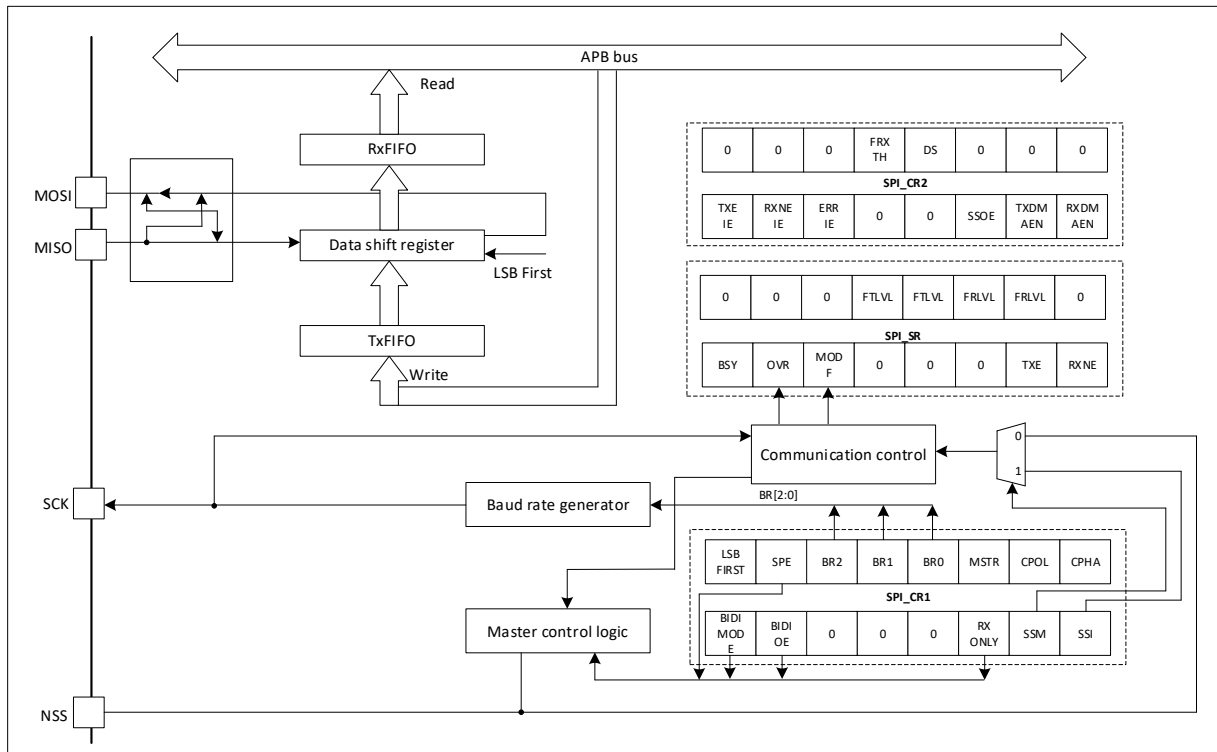 APB bus
Read
RxFIFO
MOSI
MISO
Data shift register
LSB First
TxFIFO
Write
0 0 0 FRX DS 0 0 0
TH
SPI_CR2
TXE RXNE ERR 0 0 SSOE TXDM RXDM
IE IE IE AEN AEN
0 0 0 FTLVL FTLVL FRLVL FRLVL 0
SPI_SR
BSY OVR MOD 0 0 0 TXE RXNE
F
Communication control
0
1
SCK
Baud rate generator
BR[2:0]
LSB SPE BR2 BR1 BR0 MSTR CPOL CPHA
FIRST
SPI_CR1
Master control logic
BIDI BIDI 0 0 0 RX SSM SSI
MOD OE ONLY
E
NSS